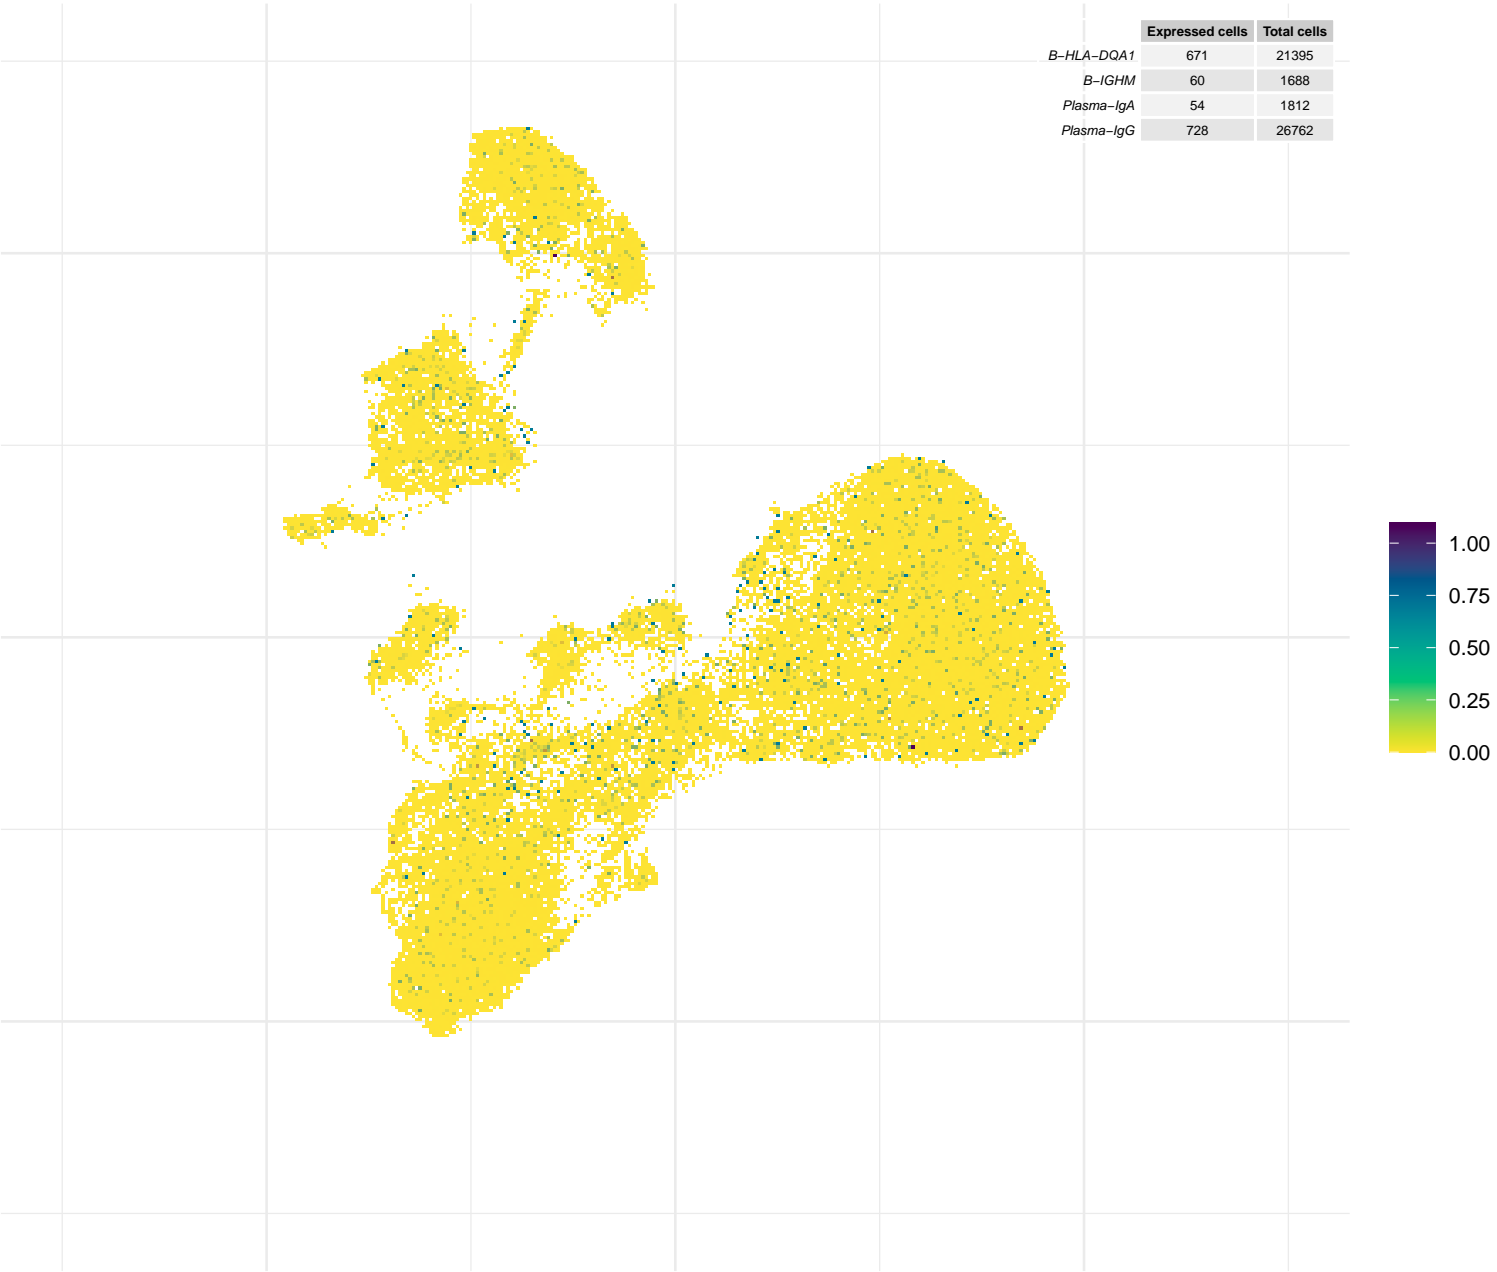 Expressed cells Total cells
B−HLA−DQA1 671 21395
B−IGHM 60 1688
Plasma−IgA 54 1812
Plasma−IgG 728 26762
1.00
0.75
0.50
0.25
0.00